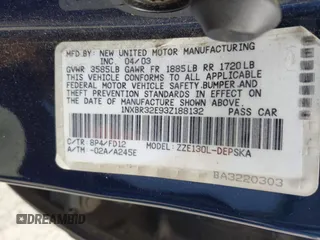 MFD. BY: NEW UNITED MOTOR MANUFACTURING
INC. 04/03
GVWR 3585LB GAWR FR 1885LB RR 1720LB
THIS VEHICLE CONFORMS TO ALL APPLICABLE
FEDERAL MOTOR VEHICLE SAFETY, BUMPER, AND
THEFT PREVENTION STANDARDS IN EFFECT ON
THE DATE OF MANUFACTURE SHOWN ABOVE.
1NXBR32E93Z188132 PASS CAR
C/TR: 8P4/FD12
A/TM: -02A/A245E
MODEL: ZZE130L-DEPSKA
BA3220303
© DREAMBID